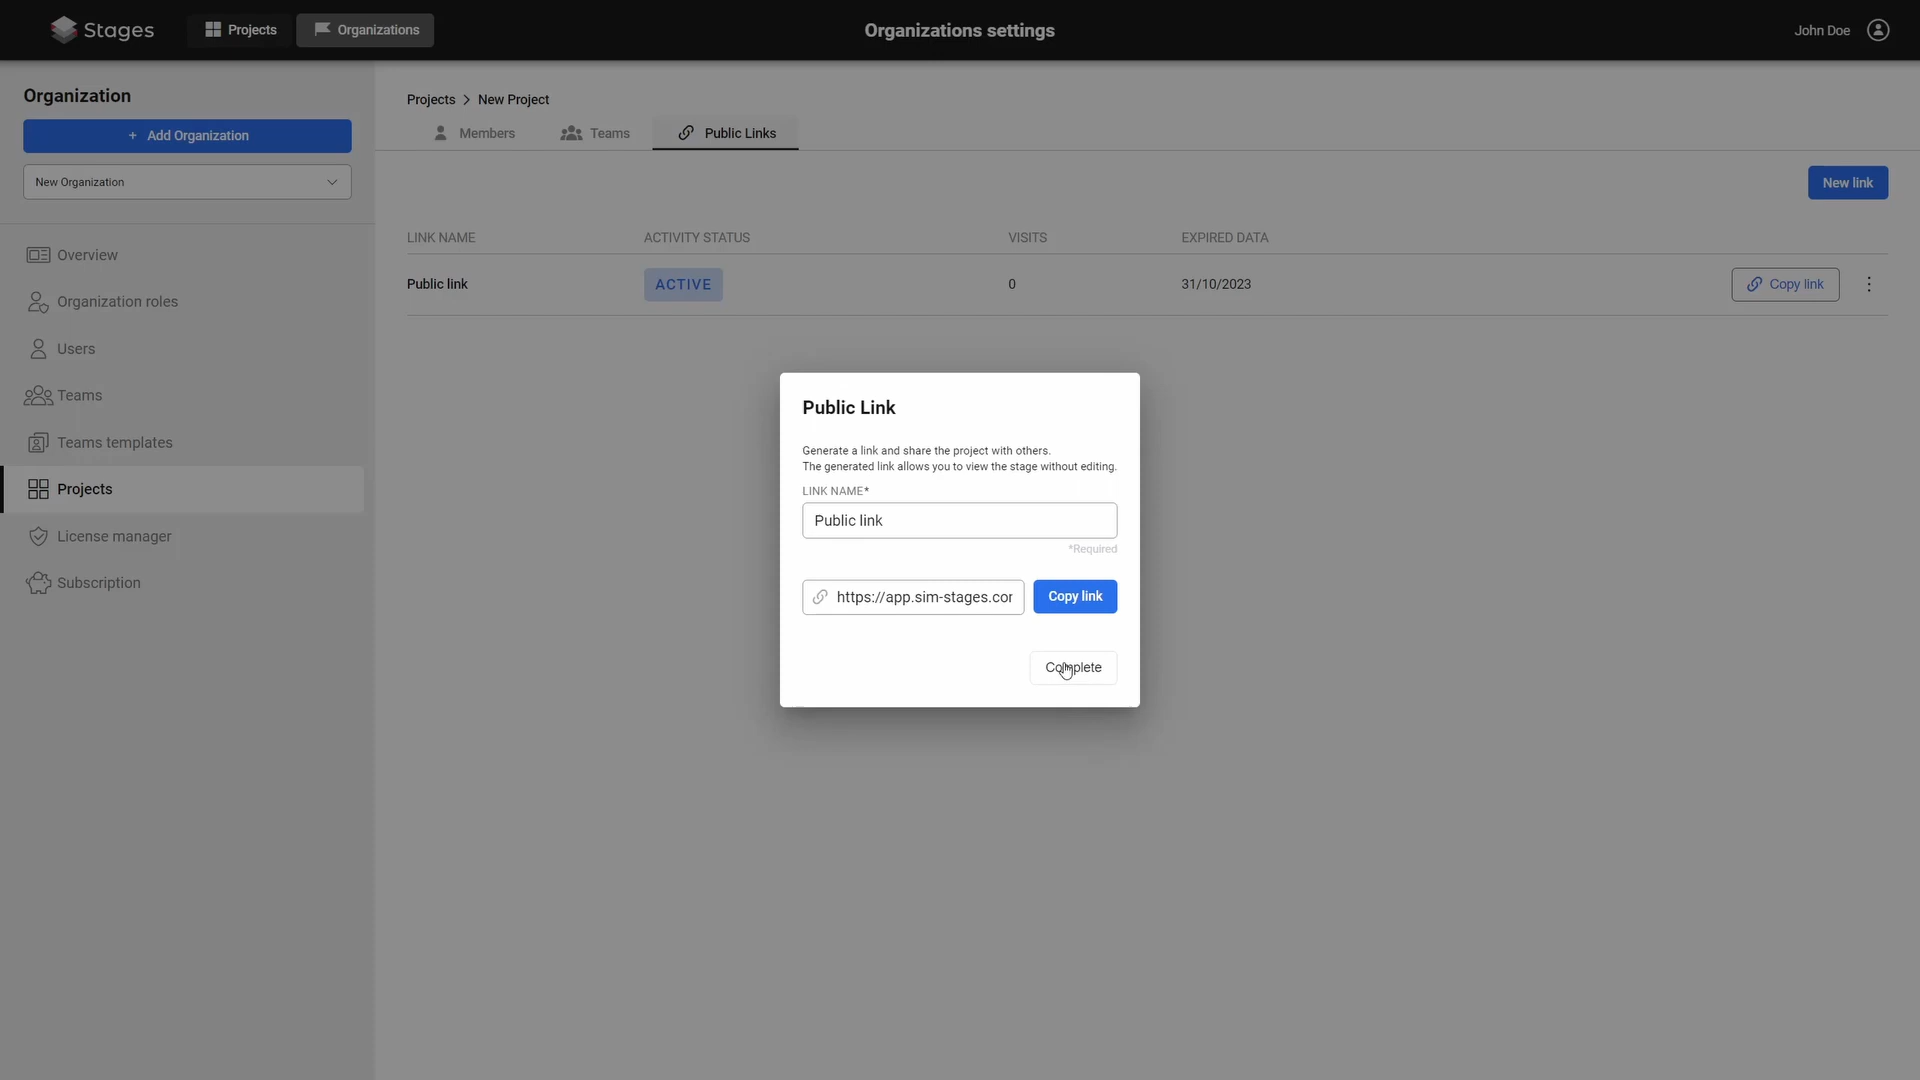 Stages
Projects
Organizations
Organizations settings
John Doe
Organization
+ Add Organization
New Organization
Overview
Organization roles
Users
Teams
Teams templates
Projects
License manager
Subscription
Projects > New Project
Members
Teams
Public Links
New link
LINK NAME
ACTIVITY STATUS
VISITS
EXPIRED DATA
Public link
ACTIVE
0
31/10/2023
Copy link
Public Link
Generate a link and share the project with others.
The generated link allows you to view the stage without editing.
LINK NAME*
Public link
*Required
https://app.sim-stages.cor
Copy link
Complete